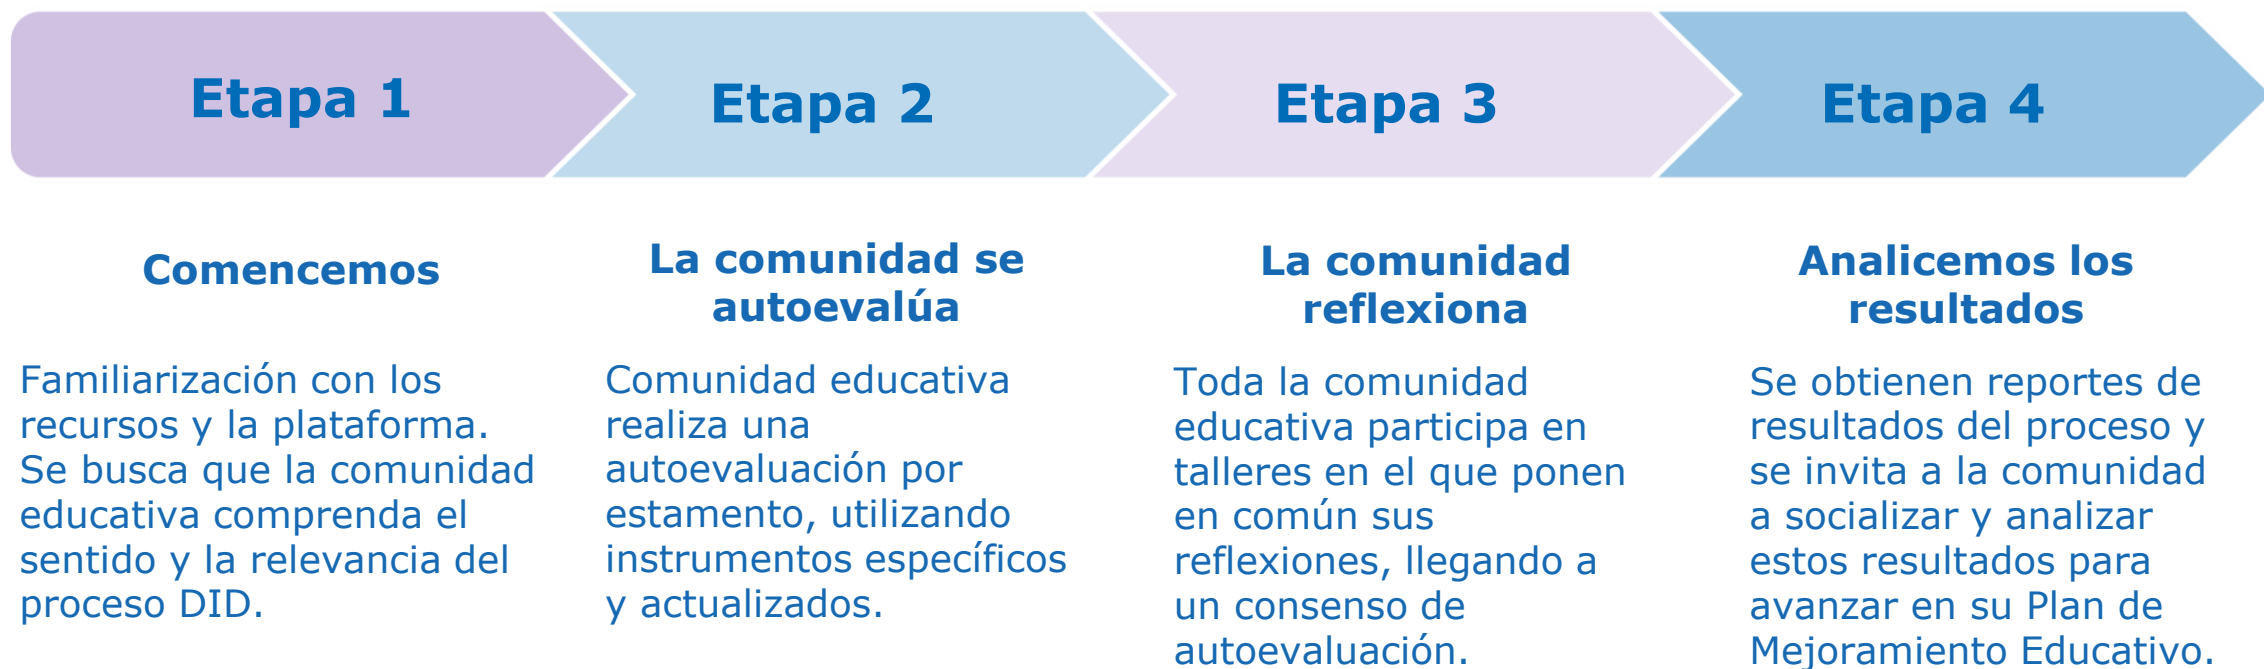 Etapa 1
Etapa 2
Etapa 3
Etapa 4
Comencemos
Familiarización con los
recursos y la plataforma.
Se busca que la comunidad
educativa comprenda el
sentido y la relevancia del
proceso DID.
La comunidad se
autoevalúa
Comunidad educativa
realiza una
autoevaluación por
estamento, utilizando
instrumentos específicos
y actualizados.
La comunidad
reflexiona
Toda la comunidad
educativa participa en
talleres en el que ponen
en común sus
reflexiones, llegando a
un consenso de
autoevaluación.
Analicemos los
resultados
Se obtienen reportes de
resultados del proceso y
se invita a la comunidad
a socializar y analizar
estos resultados para
avanzar en su Plan de
Mejoramiento Educativo.